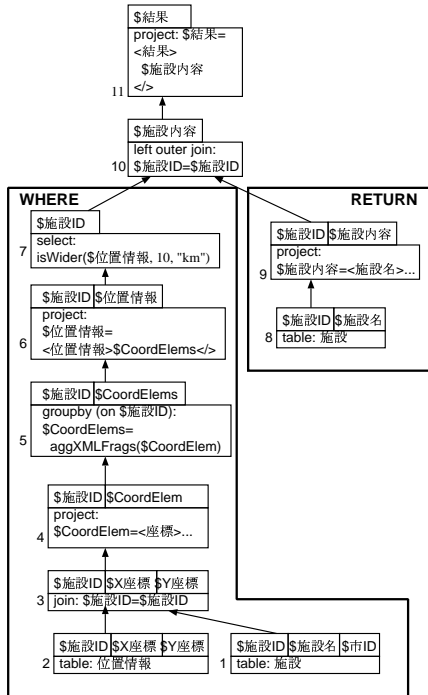 $結果
project: $結果=
<結果>
$施設内容
</>
11
$施設内容
left outer join:
$施設ID=$施設ID
10
WHERE
RETURN
$施設ID
select:
isWider($位置情報, 10, "km")
7
$施設ID $施設内容
project:
$施設内容=<施設名>...
9
$施設ID $位置情報
project:
$位置情報=
<位置情報>$CoordElems</>
6
$施設ID $施設名
table: 施設
8
$施設ID $CoordElems
groupby (on $施設ID):
$CoordElems=
aggXMLFrags($CoordElem)
5
$施設ID $CoordElem
project:
$CoordElem=<座標>...
4
$施設ID $X座標 $Y座標
join: $施設ID=$施設ID
3
$施設ID $X座標 $Y座標
table: 位置情報
2
$施設ID $施設名 $市ID
table: 施設
1